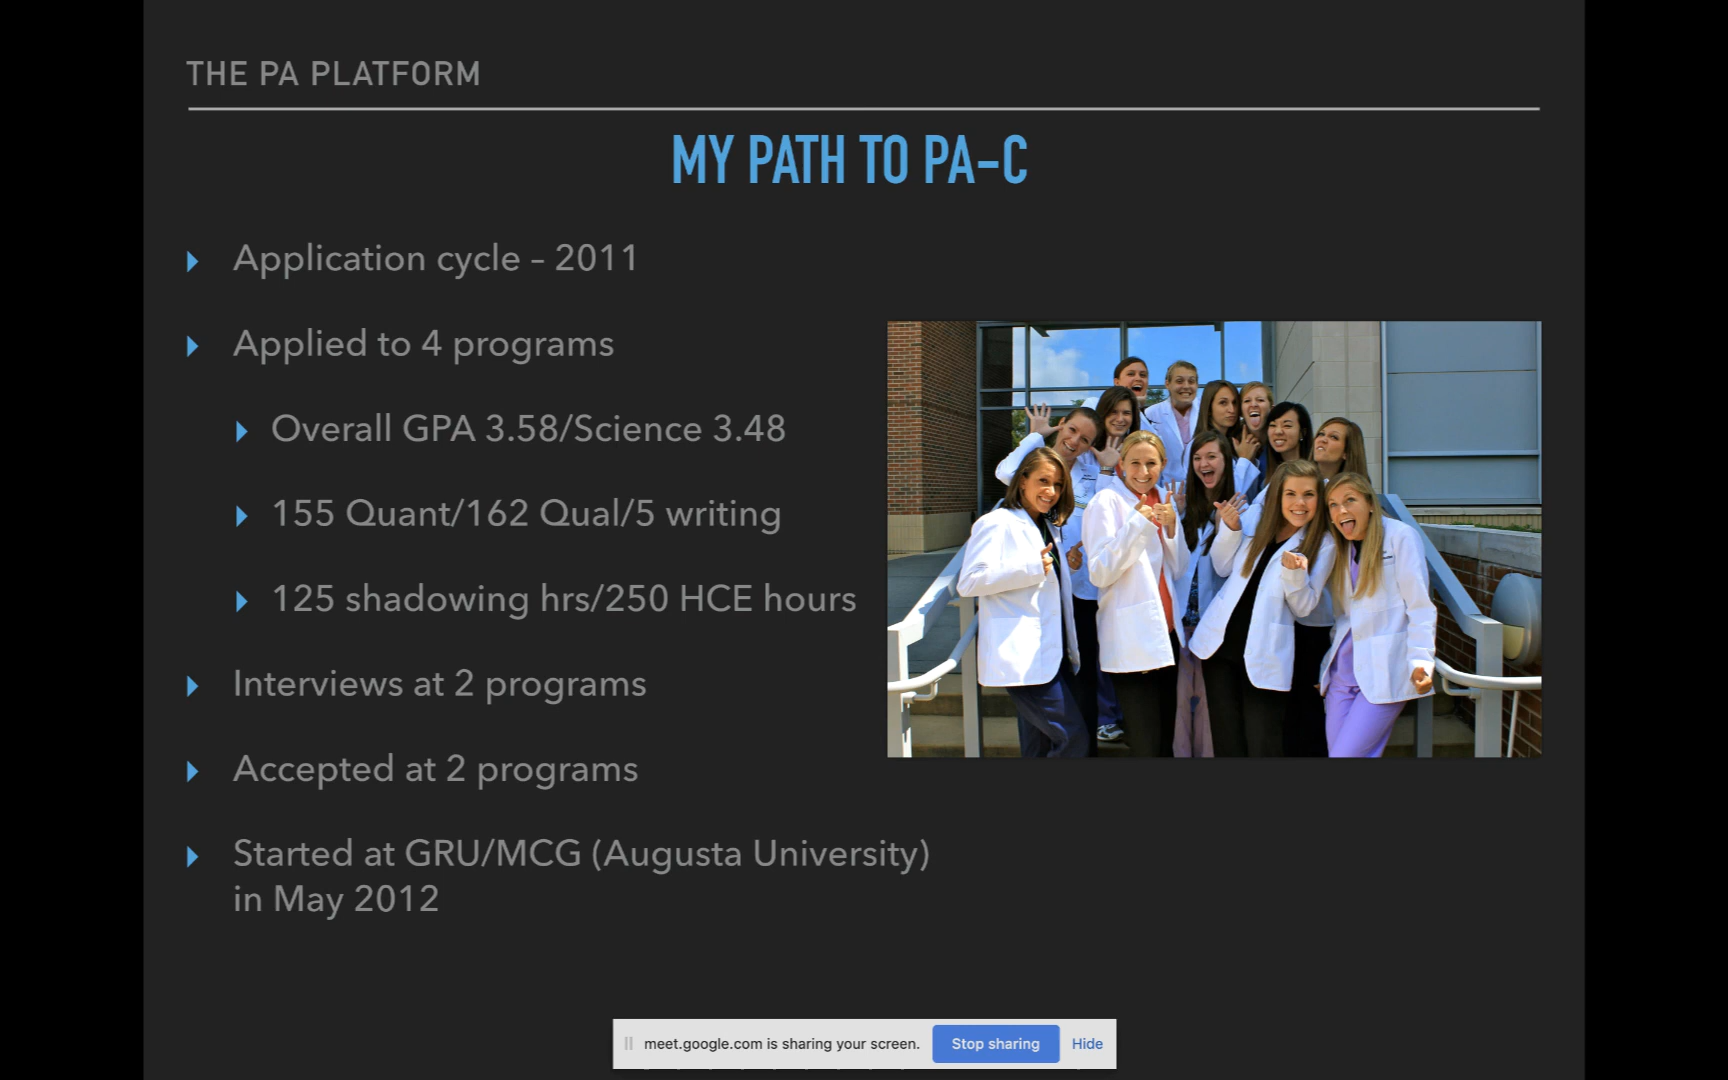 THE PA PLATFORM
MY PATH TO PA-C
Application cycle – 2011
Applied to 4 programs
Overall GPA 3.58/Science 3.48
155 Quant/162 Qual/5 writing
125 shadowing hrs/250 HCE hours
Interviews at 2 programs
Accepted at 2 programs
Started at GRU/MCG (Augusta University)
in May 2012
meet.google.com is sharing your screen. Stop sharing Hide